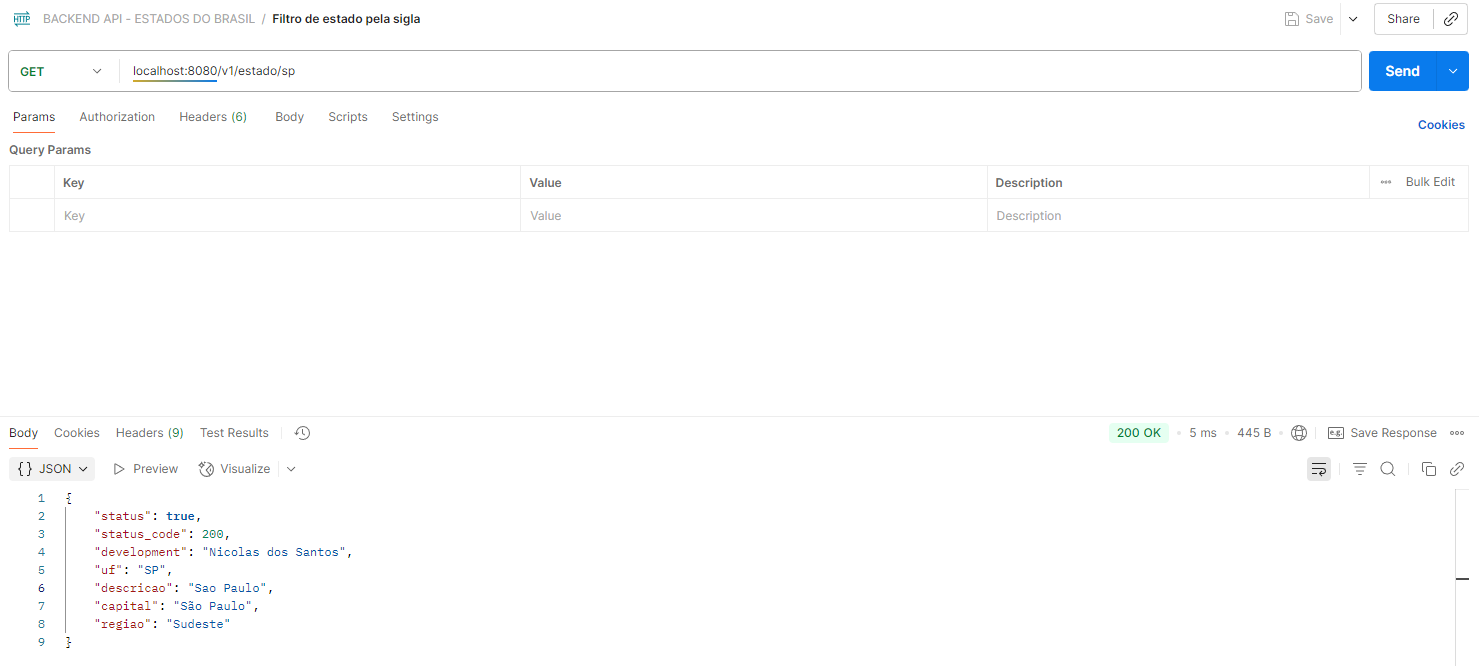 HTTP BACKEND API - ESTADOS DO BRASIL / Filtro de estado pela sigla Save Share
GET localhost:8080/v1/estado/sp Send
Params Authorization Headers (6) Body Scripts Settings Cookies
Query Params
Key Value Description Bulk Edit
Key Value Description
Body Cookies Headers (9) Test Results 200 OK • 5 ms • 445 B • e.g. Save Response
{} JSON Preview Visualize
1 {
2 "status": true,
3 "status_code": 200,
4 "development": "Nicolas dos Santos",
5 "uf": "SP",
6 "descricao": "Sao Paulo",
7 "capital": "São Paulo",
8 "regiao": "Sudeste"
9 }